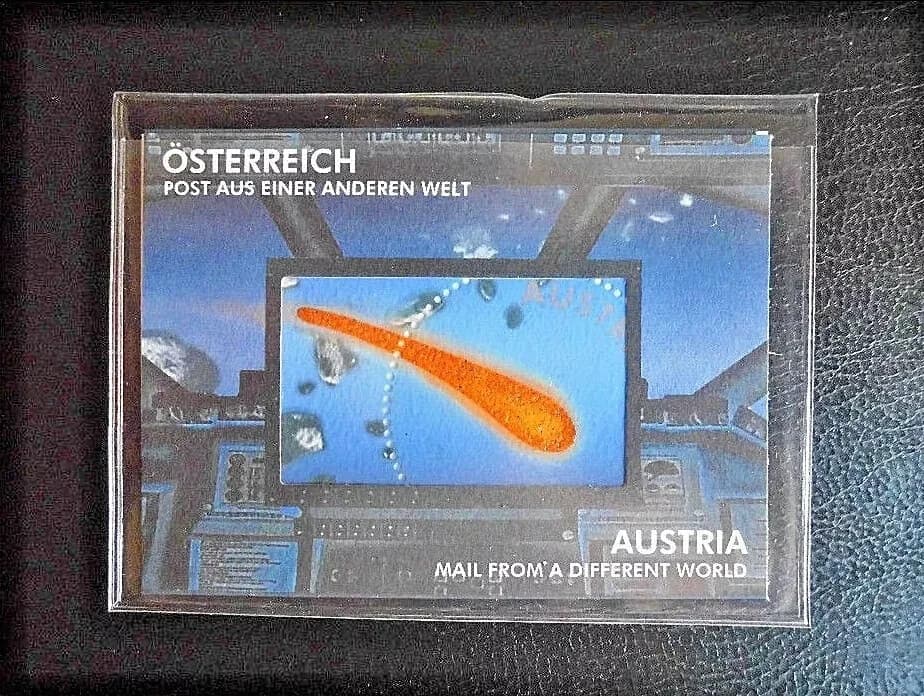 ÖSTERREICH
POST AUS EINER ANDEREN WELT
AUSTRIA
MAIL FROM A DIFFERENT WORLD